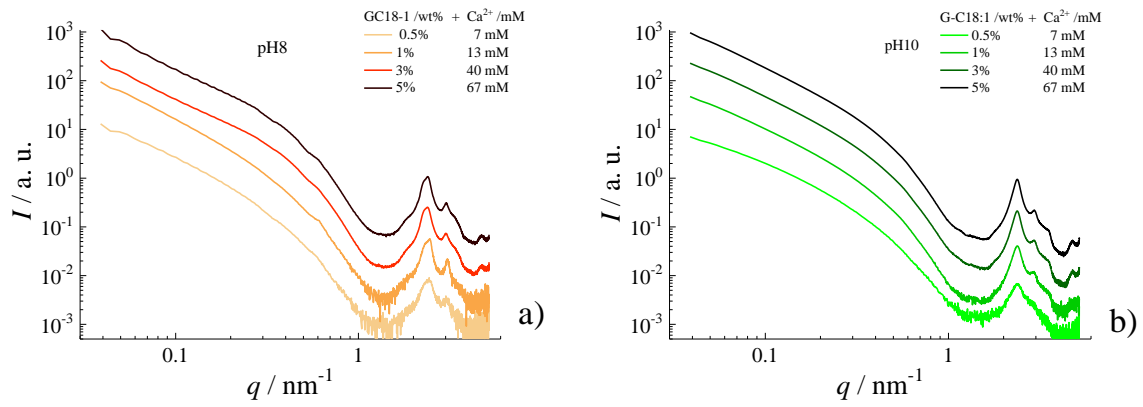 GC18-1 /wt% + Ca²⁺ /mM
0.5% 7 mM
1% 13 mM
3% 40 mM
5% 67 mM
pH8
10³
10²
10¹
10⁰
10⁻¹
10⁻²
10⁻³
I / a. u.
0.1 1
q / nm⁻¹
a)
G-C18:1 /wt% + Ca²⁺ /mM
0.5% 7 mM
1% 13 mM
3% 40 mM
5% 67 mM
pH10
10³
10²
10¹
10⁰
10⁻¹
10⁻²
10⁻³
I / a. u.
0.1 1
q / nm⁻¹
b)